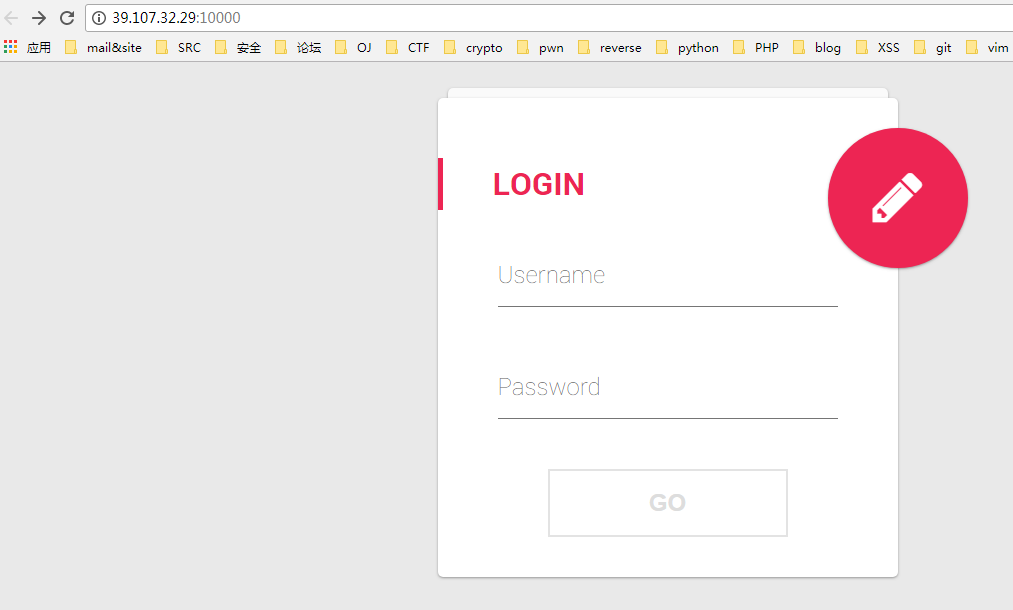 39.107.32.29:10000
应用 mail&site SRC 安全 论坛 OJ CTF crypto pwn reverse python PHP blog XSS git vim
LOGIN
Username
Password
GO